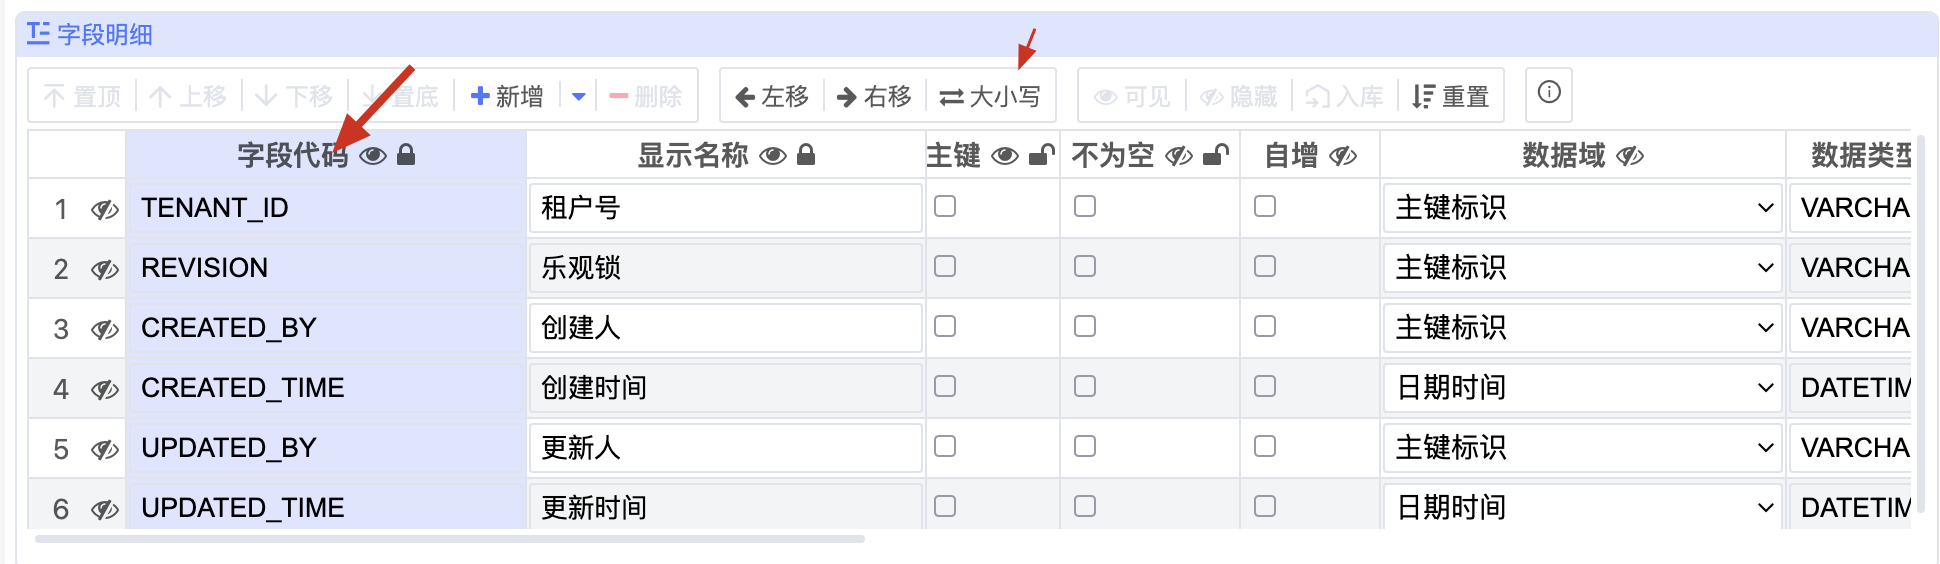 字段明细
置顶 上移 下移 置底 新增 删除 左移 右移 大小写 可见 隐藏 入库 重置
字段代码 显示名称 主键 不为空 自增 数据域 数据类型
1 TENANT_ID 租户号 主键标识 VARCHA
2 REVISION 乐观锁 主键标识 VARCHA
3 CREATED_BY 创建人 主键标识 VARCHA
4 CREATED_TIME 创建时间 日期时间 DATETIM
5 UPDATED_BY 更新人 主键标识 VARCHA
6 UPDATED_TIME 更新时间 日期时间 DATETIM